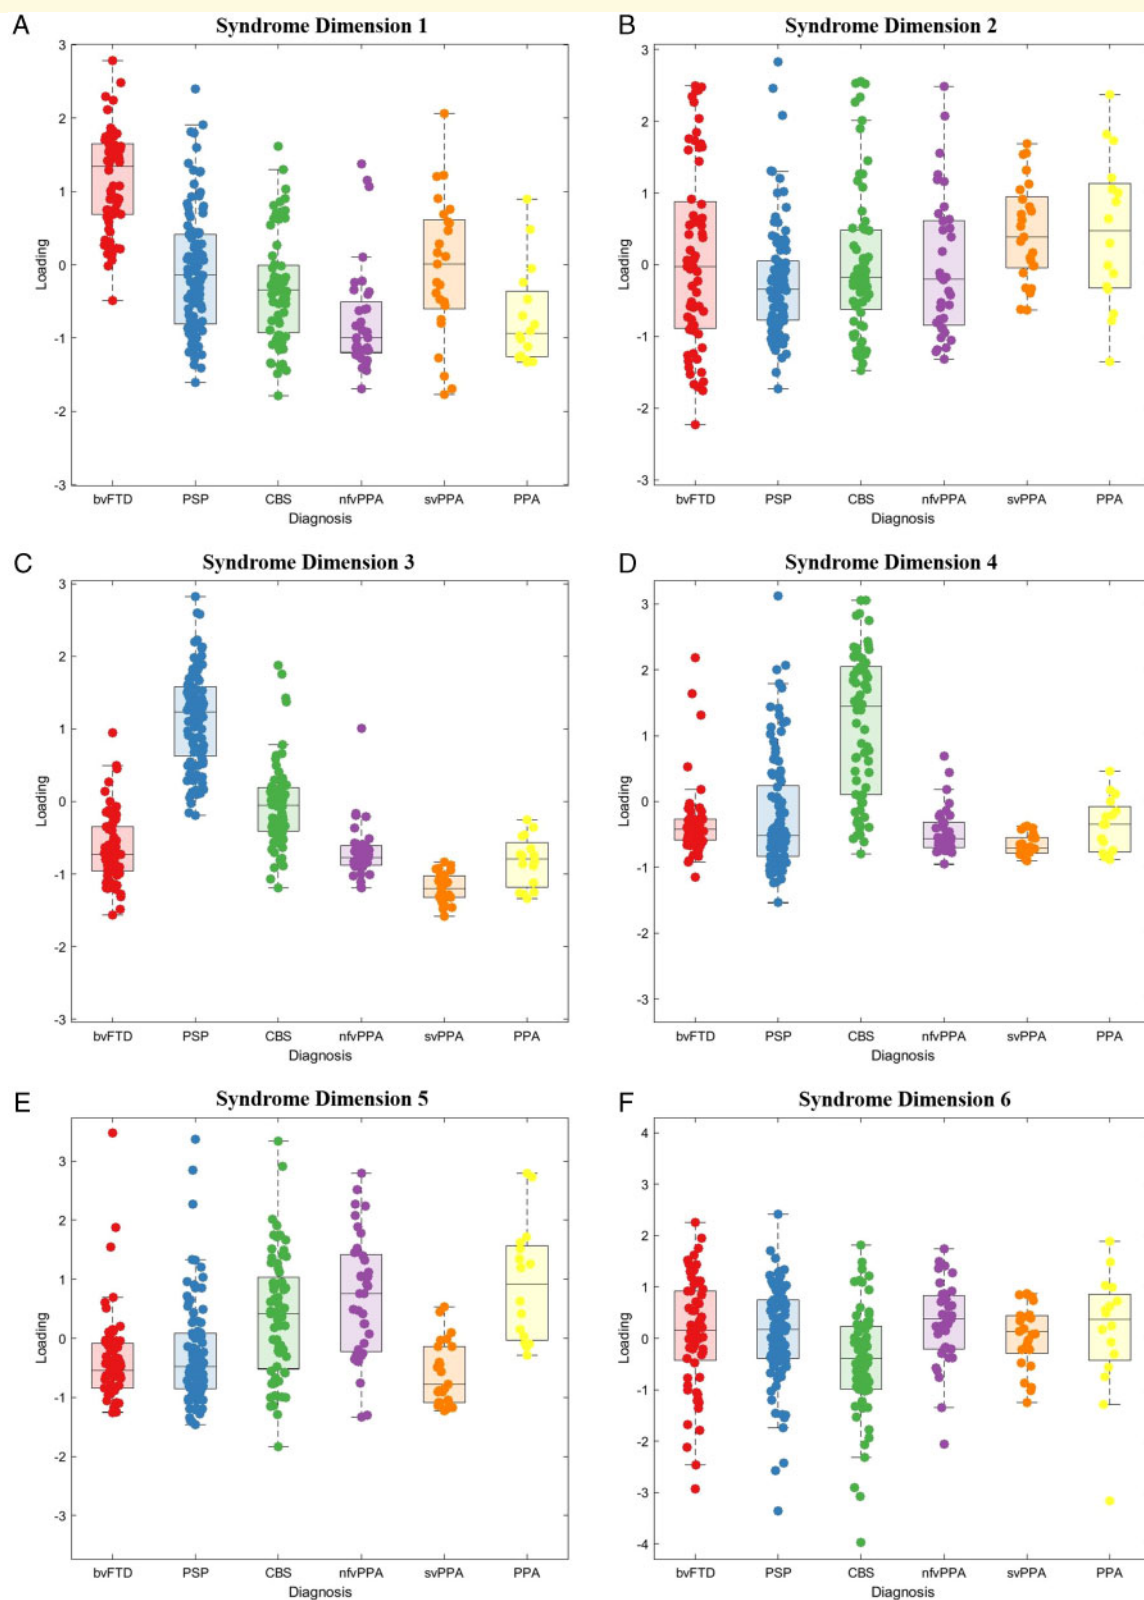 A Syndrome Dimension 1
3
2
1
0
-1
-2
-3
Loading
bvFTD PSP CBS nfvPPA svPPA PPA
Diagnosis
B Syndrome Dimension 2
3
2
1
0
-1
-2
-3
Loading
bvFTD PSP CBS nfvPPA svPPA PPA
Diagnosis
C Syndrome Dimension 3
3
2
1
0
-1
-2
-3
Loading
bvFTD PSP CBS nfvPPA svPPA PPA
Diagnosis
D Syndrome Dimension 4
3
2
1
0
-1
-2
-3
Loading
bvFTD PSP CBS nfvPPA svPPA PPA
Diagnosis
E Syndrome Dimension 5
3
2
1
0
-1
-2
-3
Loading
bvFTD PSP CBS nfvPPA svPPA PPA
Diagnosis
F Syndrome Dimension 6
4
3
2
1
0
-1
-2
-3
-4
Loading
bvFTD PSP CBS nfvPPA svPPA PPA
Diagnosis